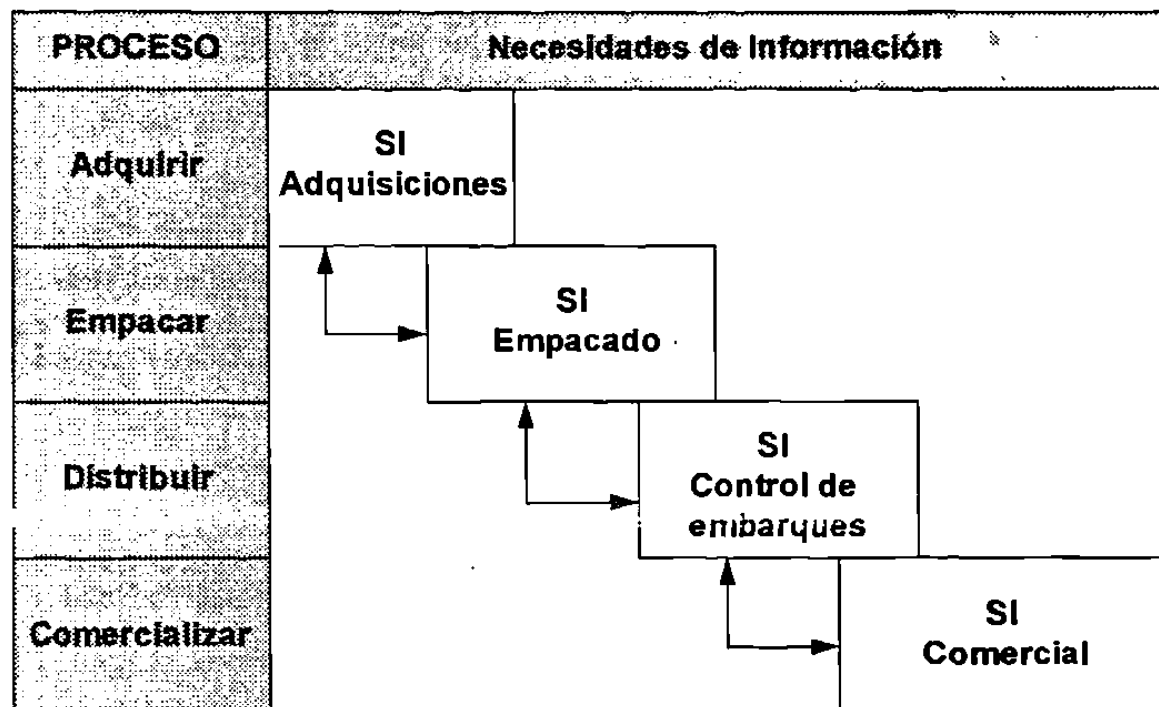 PROCESO
Necesidades de Información
Adquirir
SI
Adquisiciones
Empacar
SI
Empacado
Distribuir
SI
Control de
embarques
Comercializar
SI
Comercial